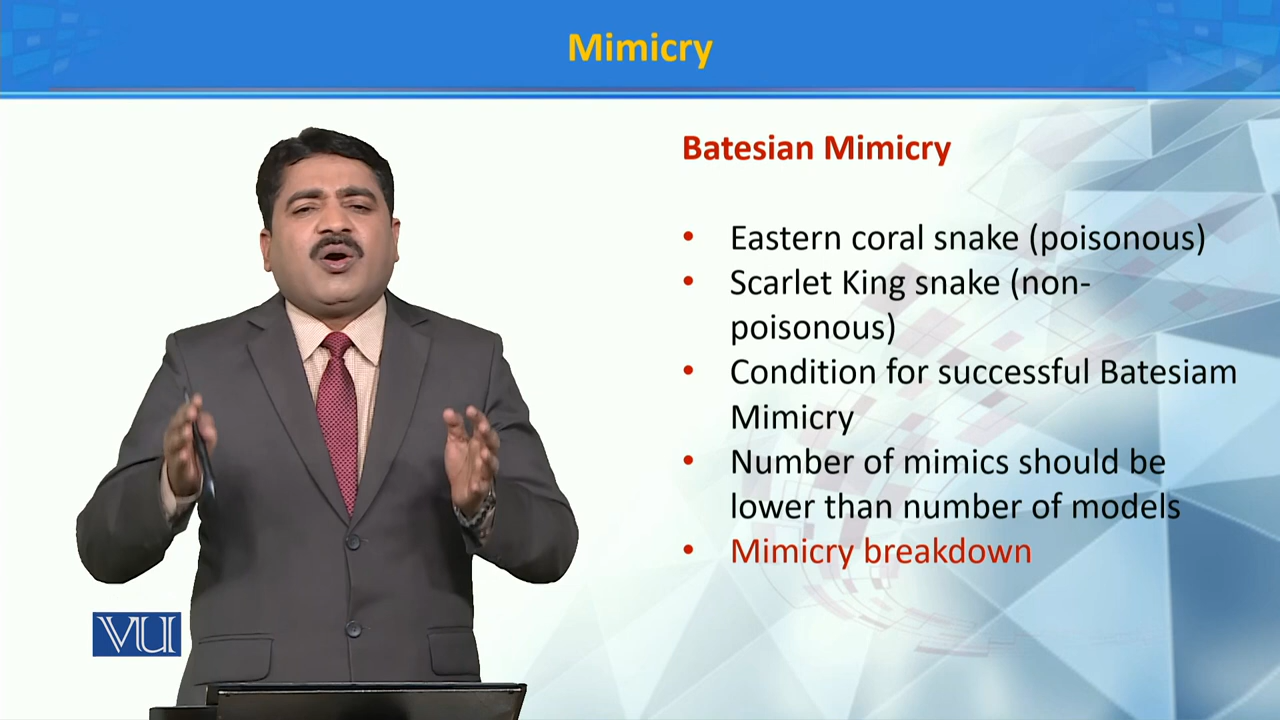 Mimicry
Batesian Mimicry
• Eastern coral snake (poisonous)
• Scarlet King snake (non-
poisonous)
• Condition for successful Batesiam
Mimicry
• Number of mimics should be
lower than number of models
• Mimicry breakdown
VU